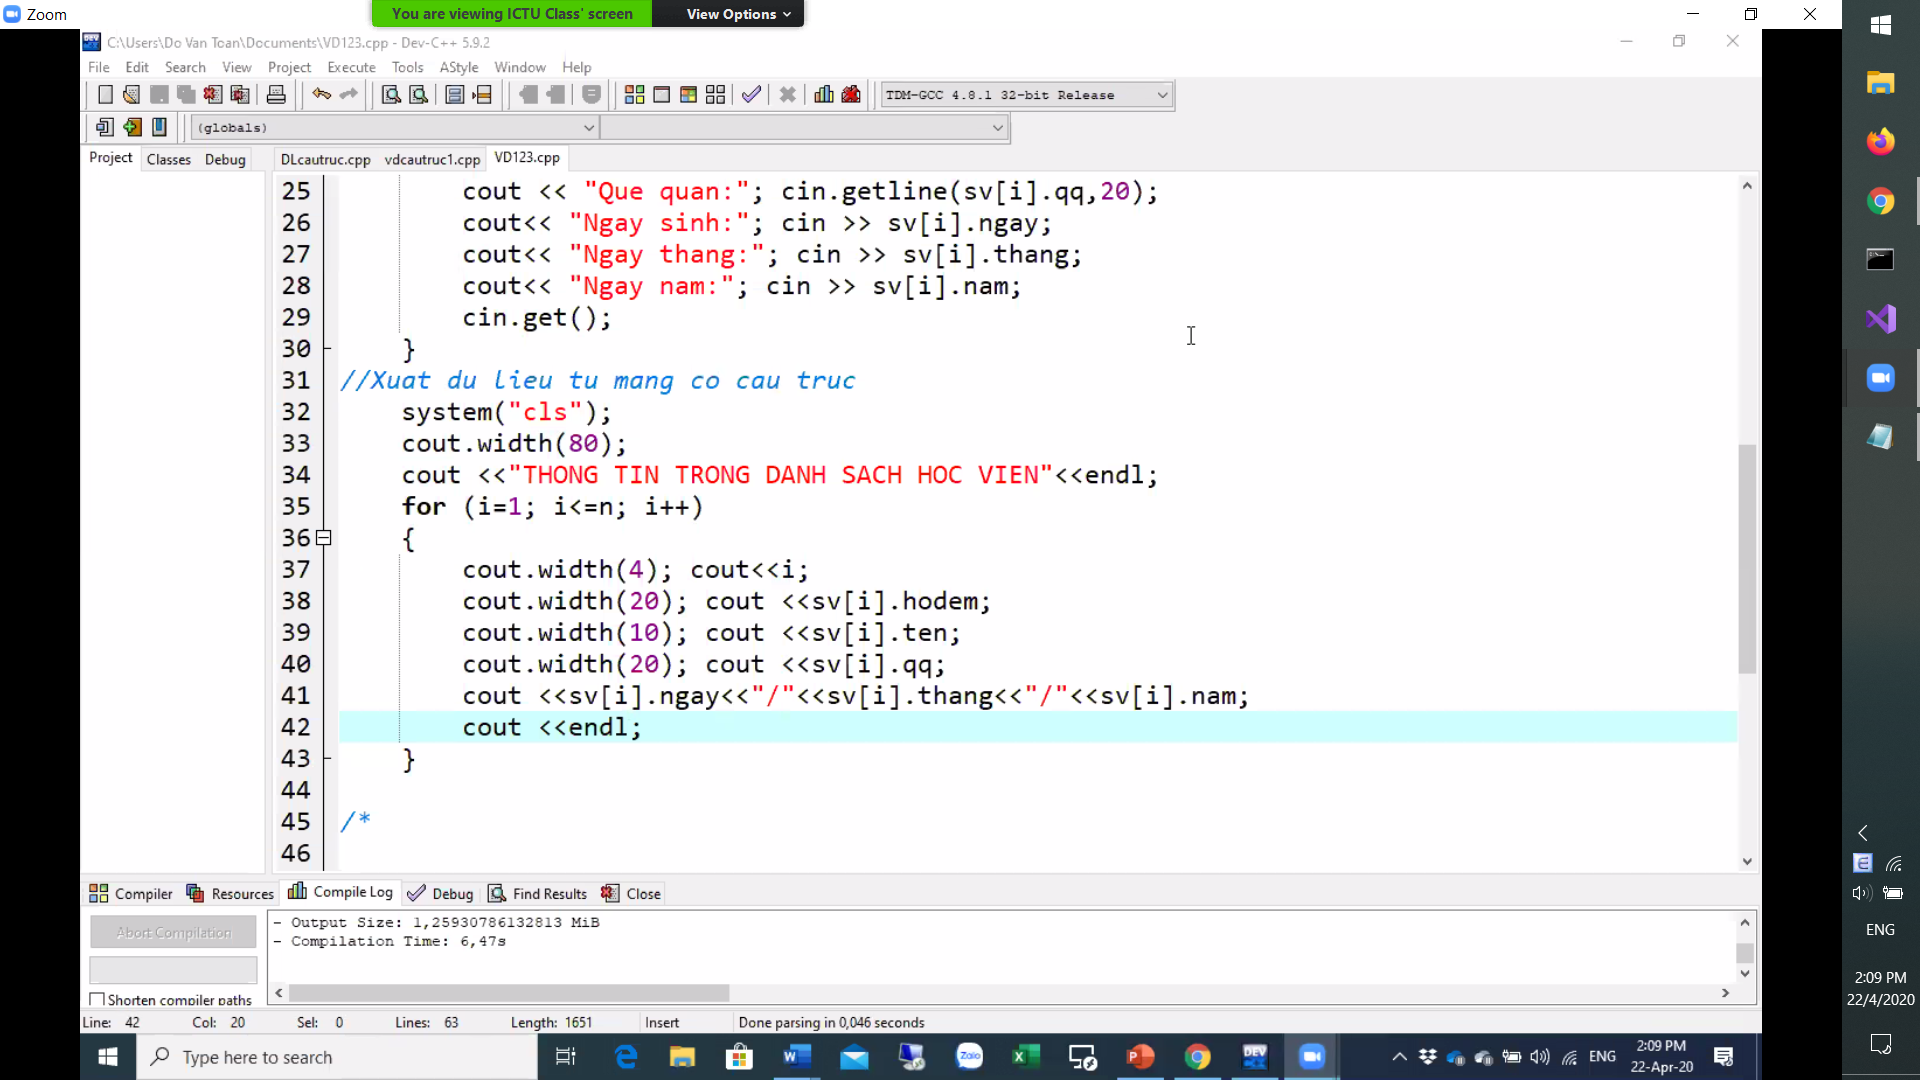 Zoom
You are viewing ICTU Class' screen View Options
C:\Users\Do Van Toan\Documents\VD123.cpp - Dev-C++ 5.9.2
File Edit Search View Project Execute Tools AStyle Window Help
TDM-GCC 4.8.1 32-bit Release
(globals)
Project Classes Debug DLcautruc.cpp vdcautruc1.cpp VD123.cpp
25 cout << "Que quan:"; cin.getline(sv[i].qq,20);
26 cout<< "Ngay sinh:"; cin >> sv[i].ngay;
27 cout<< "Ngay thang:"; cin >> sv[i].thang;
28 cout<< "Ngay nam:"; cin >> sv[i].nam;
29 cin.get();
30 }
31 //Xuat du lieu tu mang co cau truc
32 system("cls");
33 cout.width(80);
34 cout <<"THONG TIN TRONG DANH SACH HOC VIEN"<<endl;
35 for (i=1; i<=n; i++)
36 {
37 cout.width(4); cout<<i;
38 cout.width(20); cout <<sv[i].hodem;
39 cout.width(10); cout <<sv[i].ten;
40 cout.width(20); cout <<sv[i].qq;
41 cout <<sv[i].ngay<<"/"<<sv[i].thang<<"/"<<sv[i].nam;
42 cout <<endl;
43 }
44
45 /*
46
Compiler Resources Compile Log Debug Find Results Close
Abort Compilation
Shorten compiler paths
- Output Size: 1,25930786132813 MiB
- Compilation Time: 6,47s
Line: 42 Col: 20 Sel: 0 Lines: 63 Length: 1651 Insert Done parsing in 0,046 seconds
Type here to search
Zalo
DEV
ENG
2:09 PM
22-Apr-20
ENG
2:09 PM
22/4/2020